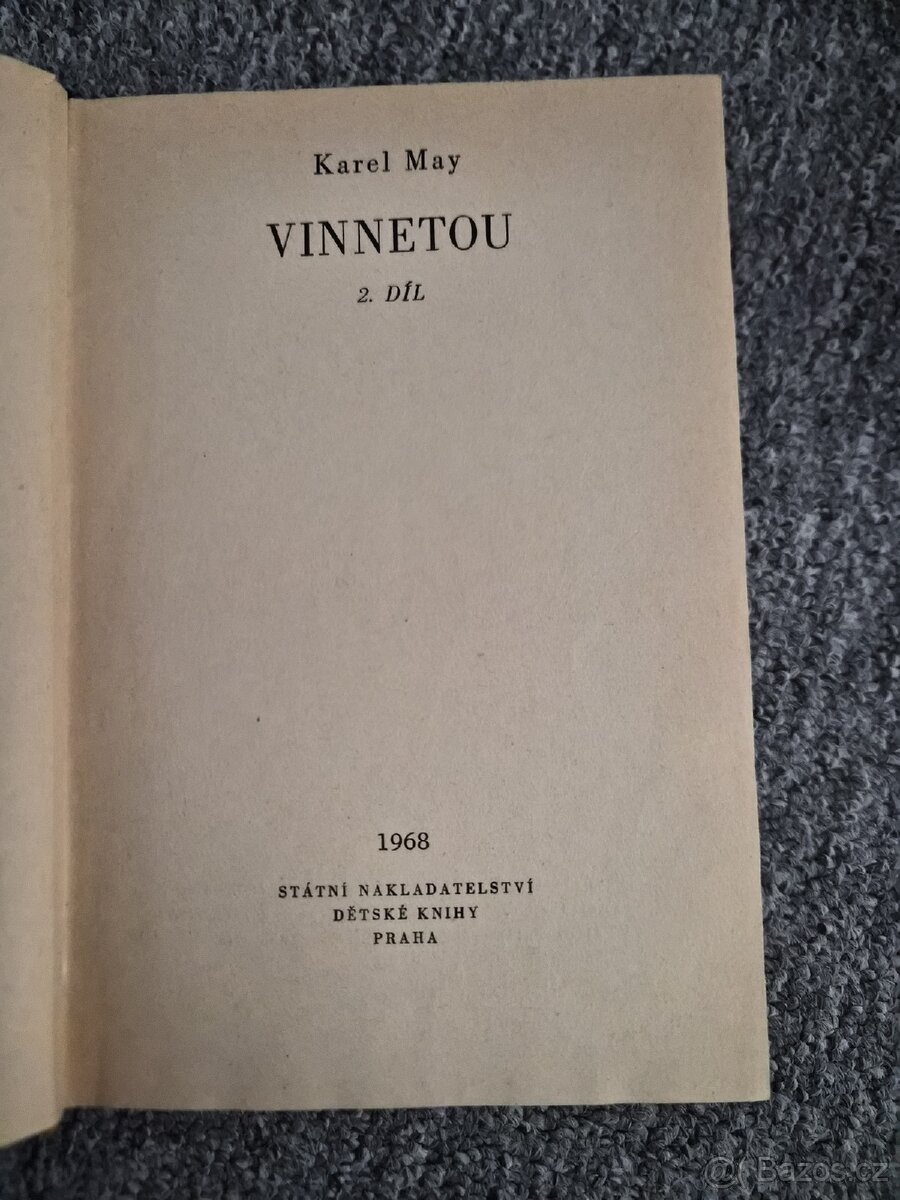 Karel May
VINNETOU
2. DÍL
1968
STÁTNÍ NAKLADATELSTVÍ
DĚTSKÉ KNIHY
PRAHA
@ Bazos.cz